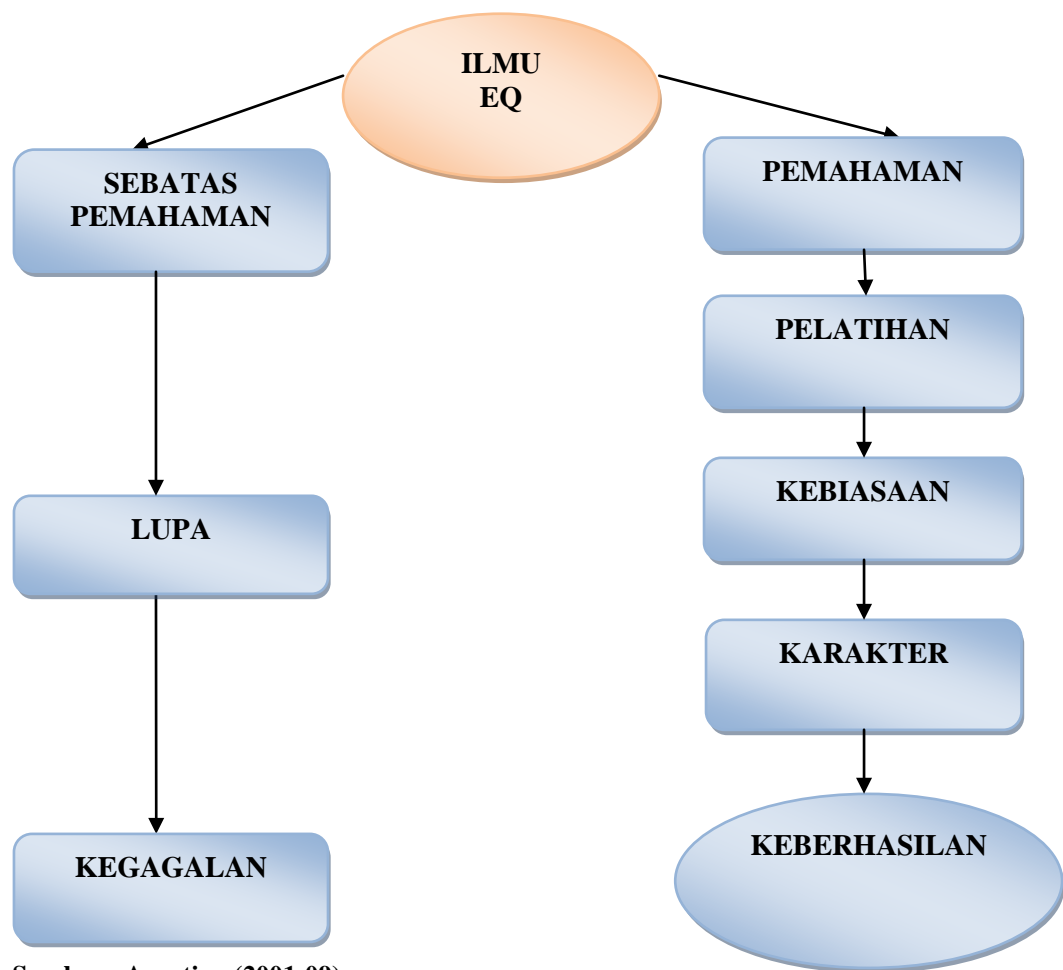 ILMU
EQ
SEBATAS
PEMAHAMAN
LUPA
KEGAGALAN
PEMAHAMAN
PELATIHAN
KEBIASAAN
KARAKTER
KEBERHASILAN